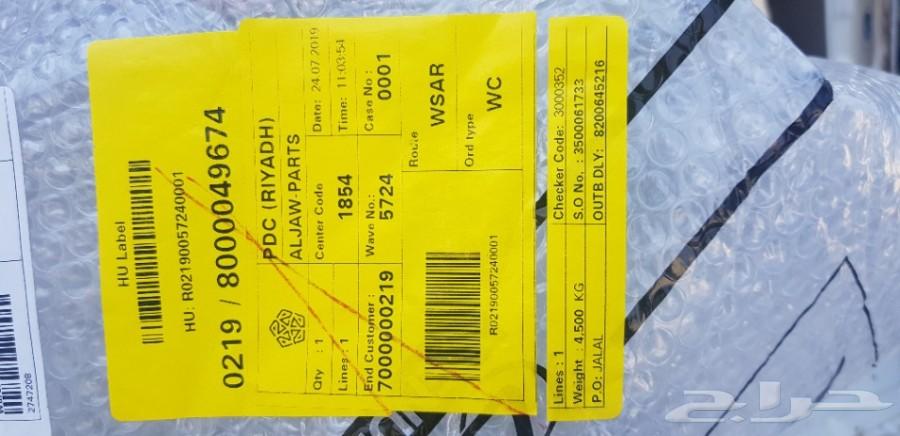 HU Label
HU: R02190057240001
0219 / 8000049674
PDC (RIYADH)
ALJAW-PARTS
Qty : 1
Center Code
1854
Date: 24.07 2019
Time: 11:03:54
Lines: 1
Wave No.:
5724
Case No :
0001
End Customer :
7000000219
Route
WSAR
Ord type
WC
R02190057240001
Lines : 1
Checker Code: 3000352
Weight : 4,500 KG
S.O No. : 3500061733
P.O: JALAL
OUTB DLY: 8200645216
2747208
حراج